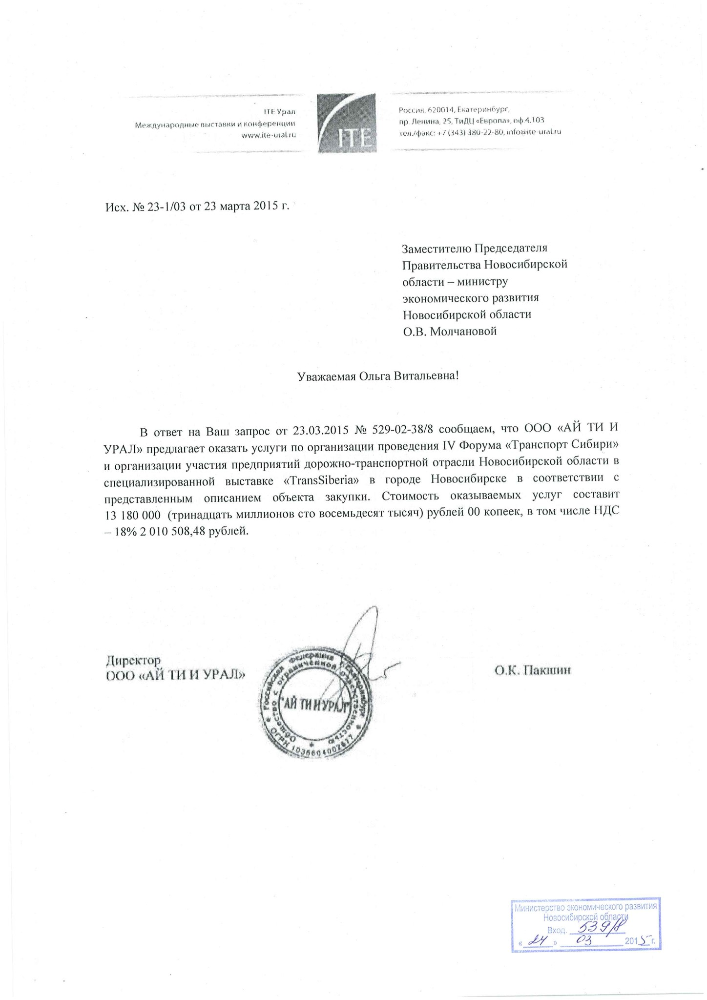 ITE Урал
Международные выставки и конференции
www.ite-ural.ru
ITE
Россия, 620014, Екатеринбург,
пр. Ленина, 25, ТиДЦ «Европа», оф.4.103
тел./факс: +7 (343) 380-22-80, info@ite-ural.ru
Исх. № 23-1/03 от 23 марта 2015 г.
Заместителю Председателя
Правительства Новосибирской
области – министру
экономического развития
Новосибирской области
О.В. Молчановой
Уважаемая Ольга Витальевна!
В ответ на Ваш запрос от 23.03.2015 № 529-02-38/8 сообщаем, что ООО «АЙ ТИ И
УРАЛ» предлагает оказать услуги по организации проведения IV Форума «Транспорт Сибири»
и организации участия предприятий дорожно-транспортной отрасли Новосибирской области в
специализированной выставке «TransSiberia» в городе Новосибирске в соответствии с
представленным описанием объекта закупки. Стоимость оказываемых услуг составит
13 180 000 (тринадцать миллионов сто восемьдесят тысяч) рублей 00 копеек, в том числе НДС
– 18% 2 010 508,48 рублей.
Директор
ООО «АЙ ТИ И УРАЛ»
О.К. Пакшин
Российская Федерация г.Екатеринбург
Общество с ограниченной ответственностью
"АЙ ТИ И УРАЛ"
ОГРН
Министерство экономического развития
Новосибирской области
Вход. 539/8
«24» 03 2015 г.